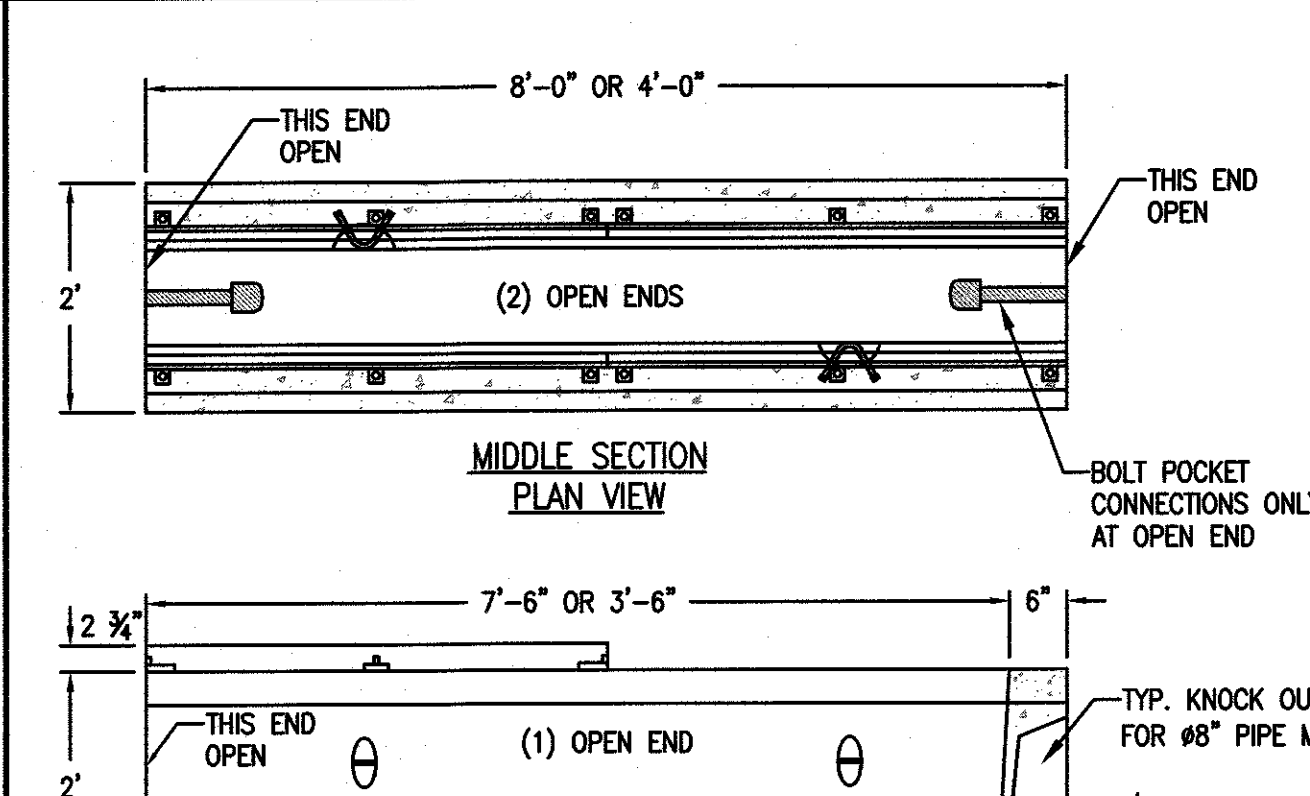 8'-0" OR 4'-0"
THIS END
OPEN
THIS END
OPEN
2'
(2) OPEN ENDS
MIDDLE SECTION
PLAN VIEW
BOLT POCKET
CONNECTIONS ONLY
AT OPEN END
7'-6" OR 3'-6"
6"
2 ¾"
THIS END
OPEN
(1) OPEN END
TYP. KNOCK OU
FOR ø8" PIPE M
2'